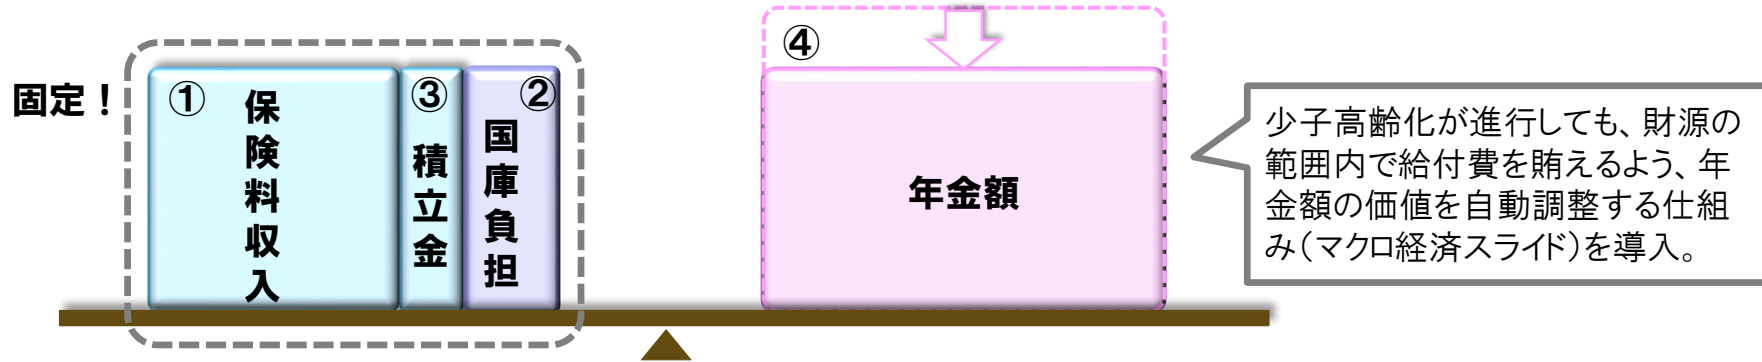 固定！
①
保険料収入
③
積立金
②
国庫負担
④
年金額
少子高齢化が進行しても、財源の
範囲内で給付費を賄えるよう、年
金額の価値を自動調整する仕組
み（マクロ経済スライド）を導入。